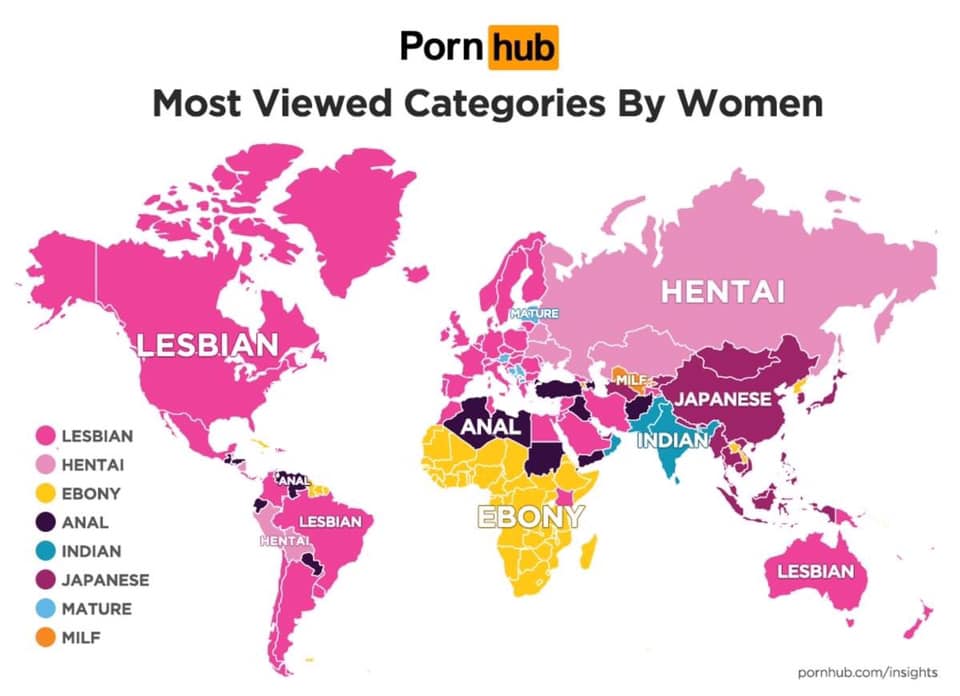 Porn hub
Most Viewed Categories By Women
HENTAI
MATURE
LESBIAN
MILF
JAPANESE
ANAL
INDIAN
LESBIAN
HENTAI
EBONY
ANAL
INDIAN
JAPANESE
MATURE
MILF
ANAL
LESBIAN
HENTAI
EBONY
LESBIAN
pornhub.com/insights